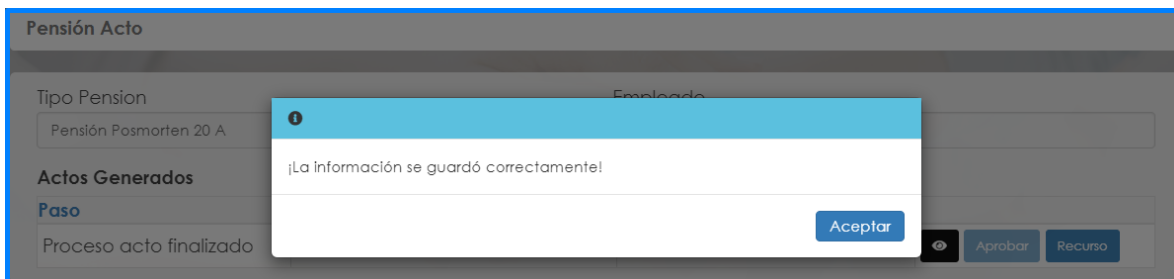 Pensión Acto
Tipo Pension
Empleado
Pensión Posmorten 20 A
¡La información se guardó correctamente!
Actos Generados
Paso
Aceptar
Proceso acto finalizado
Aprobar
Recurso